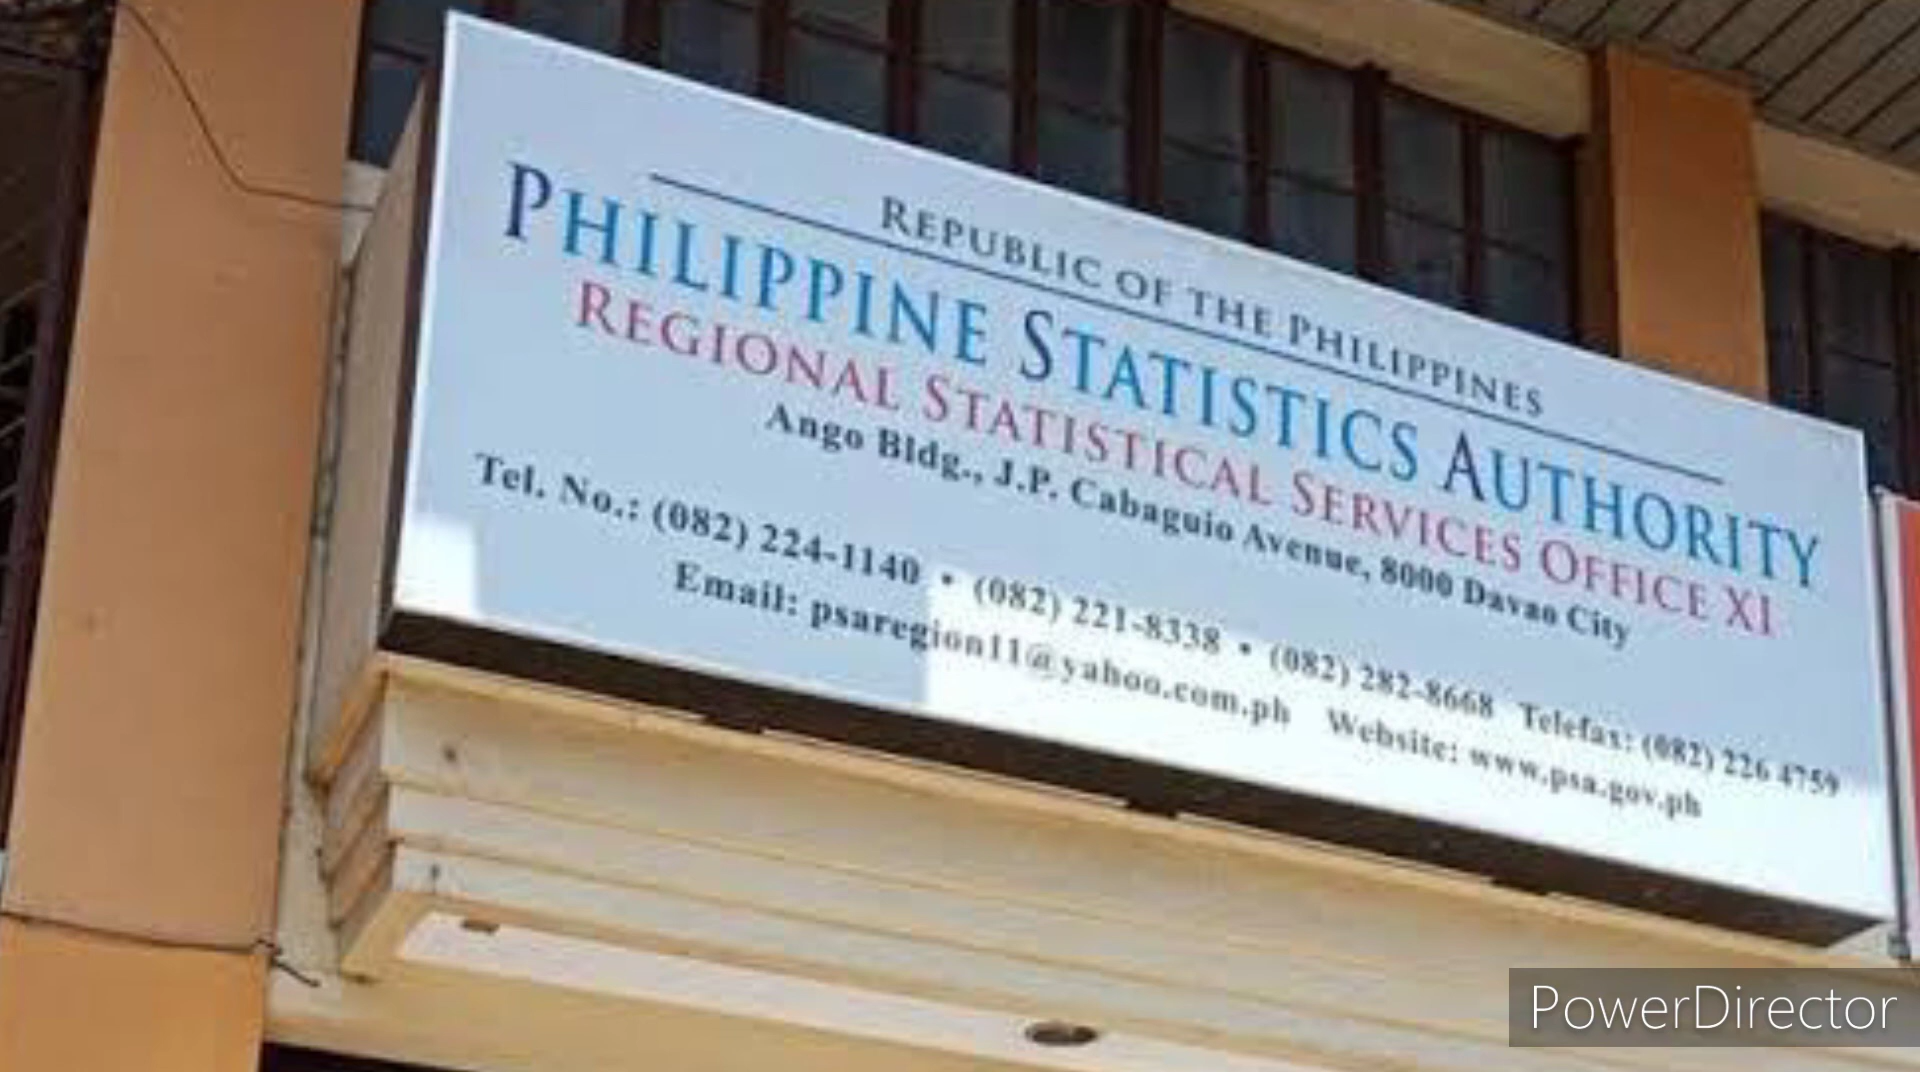 REPUBLIC OF THE PHILIPPINES
PHILIPPINE STATISTICS AUTHORITY
REGIONAL STATISTICAL SERVICES OFFICE XI
Ango Bldg., J.P. Cabaguio Avenue, 8000 Davao City
Tel. No.: (082) 224-1140 • (082) 221-8338 • (082) 282-8668 Telefax: (082) 226 4759
Email: psaregion11@yahoo.com.ph Website: www.psa.gov.ph
PowerDirector